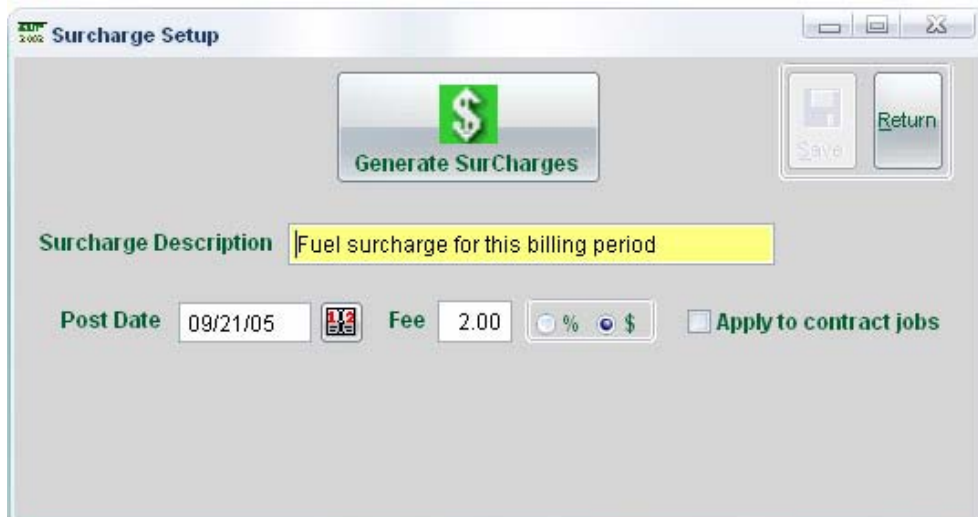 2002 Surcharge Setup
Generate SurCharges
Save
Return
Surcharge Description Fuel surcharge for this billing period
Post Date 09/21/05 Fee 2.00 % $ Apply to contract jobs